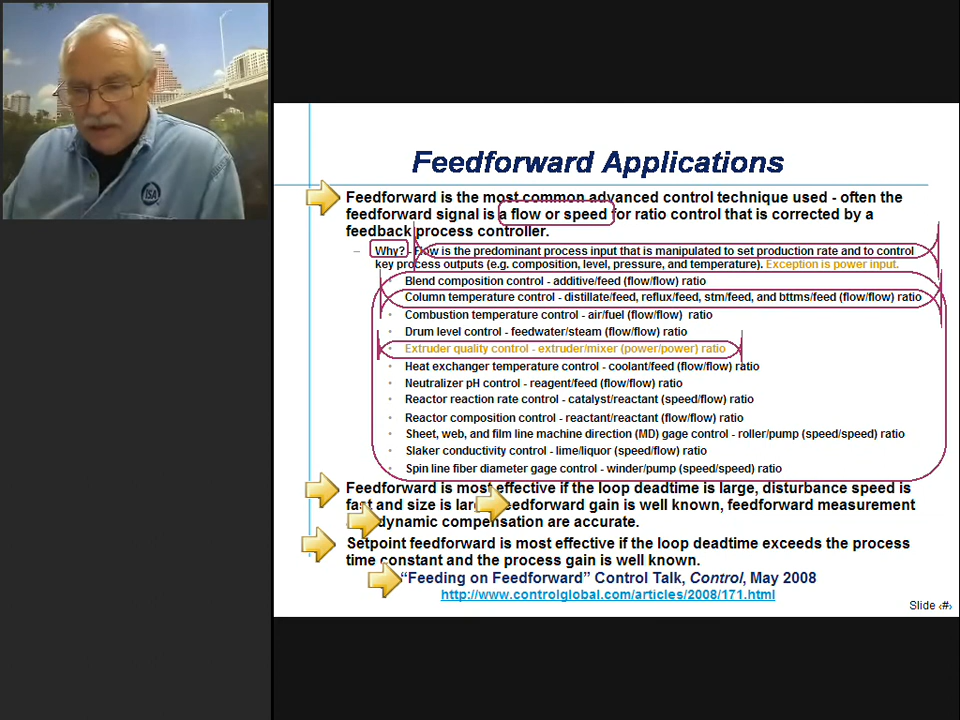 ISA
Feedforward Applications
Feedforward is the most common advanced control technique used - often the
feedforward signal is a flow or speed for ratio control that is corrected by a
feedback process controller.
– Why? - Flow is the predominant process input that is manipulated to set production rate and to control
key process outputs (e.g. composition, level, pressure, and temperature). Exception is power input.
Blend composition control - additive/feed (flow/flow) ratio
Column temperature control - distillate/feed, reflux/feed, stm/feed, and bttms/feed (flow/flow) ratio
• Combustion temperature control - air/fuel (flow/flow) ratio
• Drum level control - feedwater/steam (flow/flow) ratio
• Extruder quality control - extruder/mixer (power/power) ratio
• Heat exchanger temperature control - coolant/feed (flow/flow) ratio
• Neutralizer pH control - reagent/feed (flow/flow) ratio
• Reactor reaction rate control - catalyst/reactant (speed/flow) ratio
• Reactor composition control - reactant/reactant (flow/flow) ratio
• Sheet, web, and film line machine direction (MD) gage control - roller/pump (speed/speed) ratio
• Slaker conductivity control - lime/liquor (speed/flow) ratio
• Spin line fiber diameter gage control - winder/pump (speed/speed) ratio
Feedforward is most effective if the loop deadtime is large, disturbance speed is
fast and size is feedforward gain is well known, feedforward measurement
dynamic compensation are accurate.
Setpoint feedforward is most effective if the loop deadtime exceeds the process
time constant and the process gain is well known.
“Feeding on Feedforward” Control Talk, Control, May 2008
http://www.controlglobal.com/articles/2008/171.html
Slide ‹#›